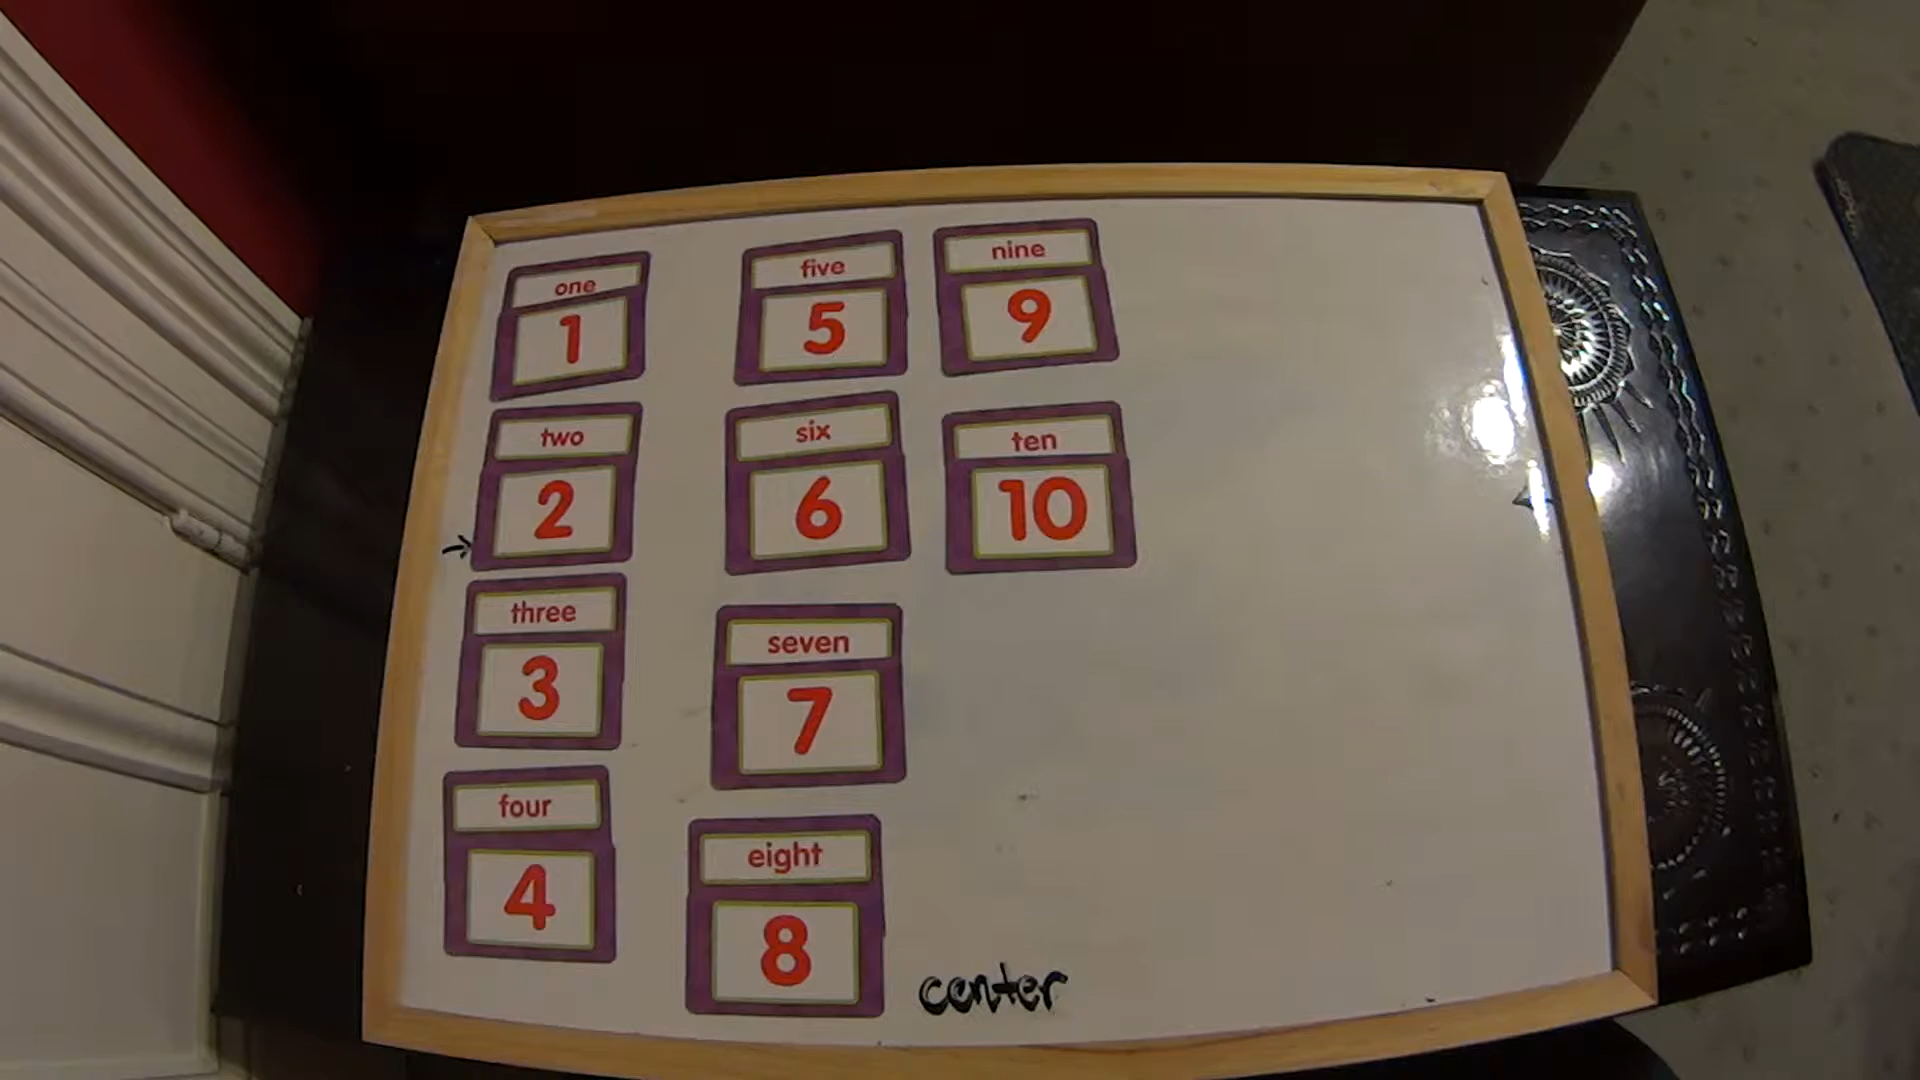 one
1
two
2
three
3
four
4
five
5
six
6
seven
7
eight
8
nine
9
ten
10
center